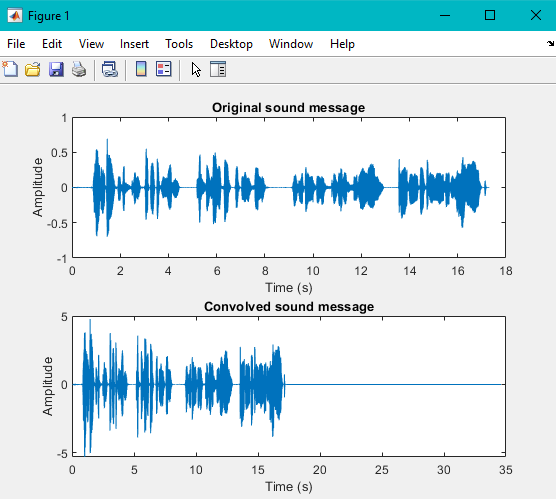 Figure 1
File Edit View Insert Tools Desktop Window Help
Original sound message
1
0.5
0
-0.5
-1
Amplitude
0 2 4 6 8 10 12 14 16 18
Time (s)
Convolved sound message
5
0
-5
Amplitude
0 5 10 15 20 25 30 35
Time (s)